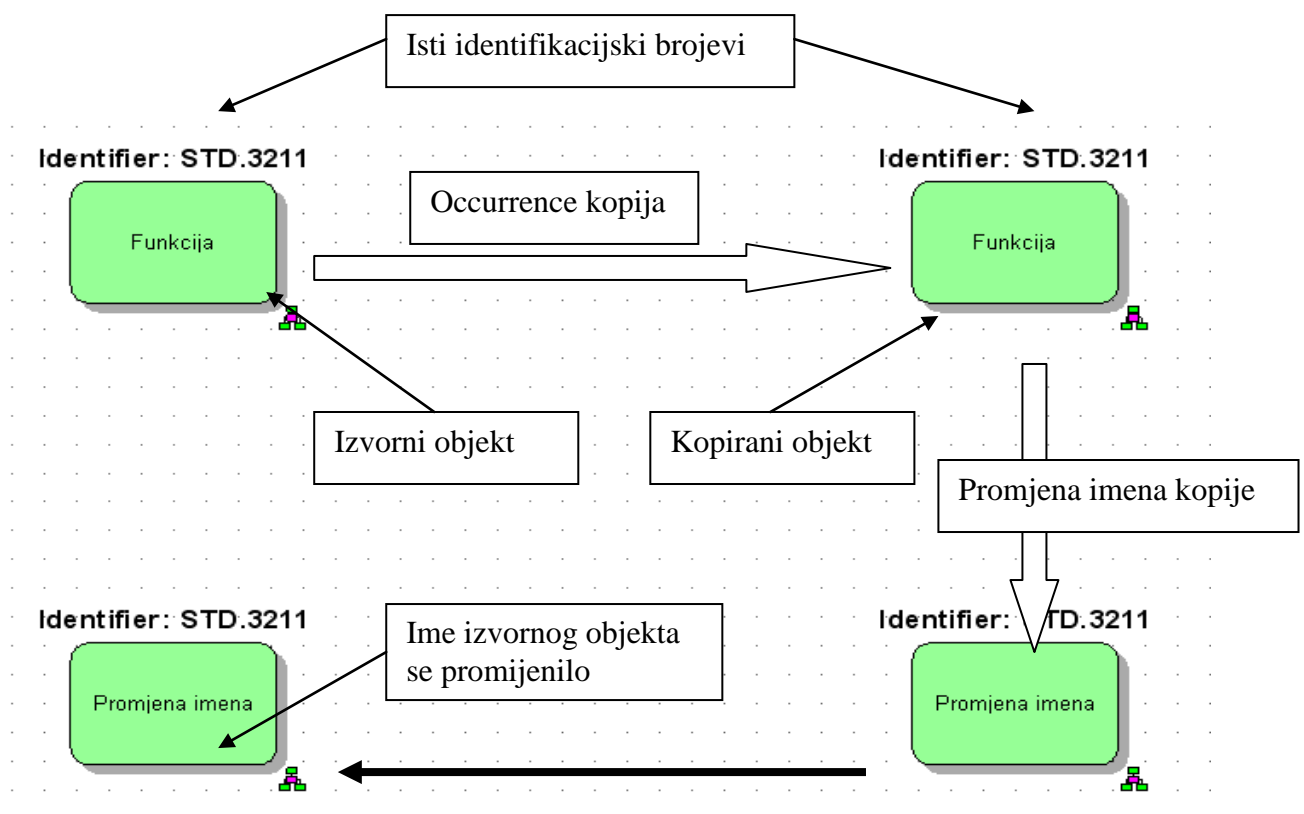 Isti identifikacijski brojevi
Identifier: STD.3211
Identifier: STD.3211
Occurrence kopija
Funkcija
Funkcija
Izvorni objekt
Kopirani objekt
Promjena imena kopije
Identifier: STD.3211
Ime izvornog objekta
se promijenilo
Identifier: TD.3211
Promjena imena
Promjena imena